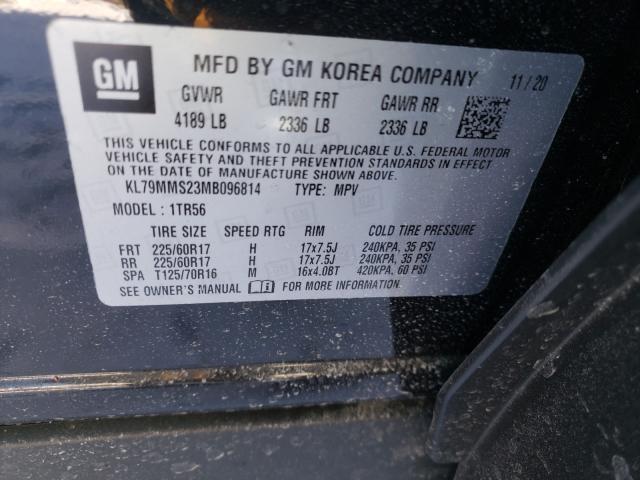 GM
MFD BY GM KOREA COMPANY 11/20
GVWR GAWR FRT GAWR RR
4189 LB 2336 LB 2336 LB
THIS VEHICLE CONFORMS TO ALL APPLICABLE U.S. FEDERAL MOTOR
VEHICLE SAFETY AND THEFT PREVENTION STANDARDS IN EFFECT
ON THE DATE OF MANUFACTURE SHOWN ABOVE.
KL79MMS23MB096814 TYPE: MPV
MODEL : 1TR56
TIRE SIZE SPEED RTG RIM COLD TIRE PRESSURE
FRT 225/60R17 H 17x7.5J 240KPA, 35 PSI
RR 225/60R17 H 17x7.5J 240KPA, 35 PSI
SPA T125/70R16 M 16x4.0BT 420KPA, 60 PSI
SEE OWNER'S MANUAL FOR MORE INFORMATION.